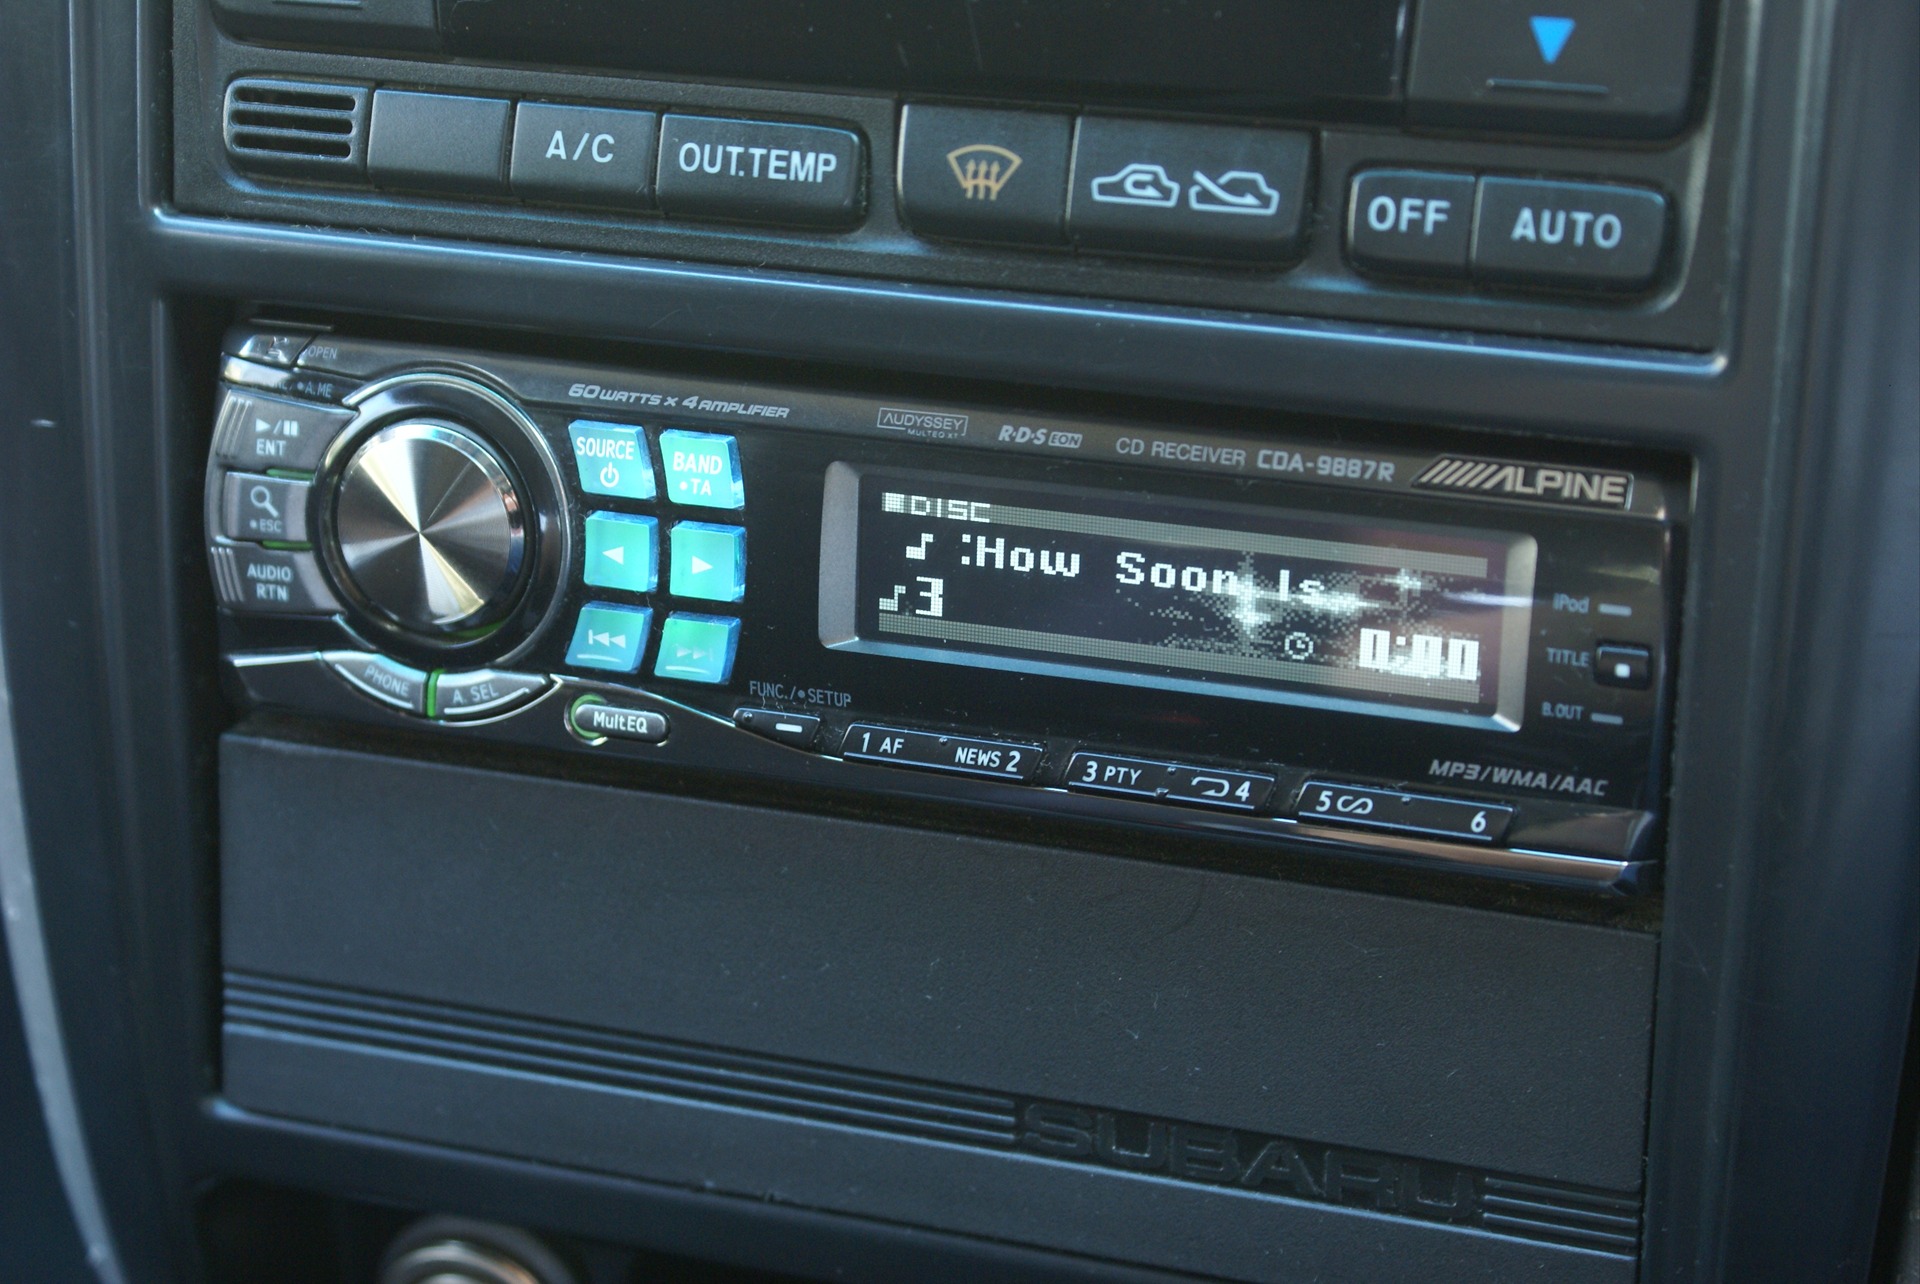 A/C
OUT.TEMP
OFF
AUTO
OPEN
60WATTS x 4AMPLIFIER
AUDYSSEY
MULTEQ XT
R·D·S EON
CD RECEIVER CDA-9887R
ALPINE
ENT
ESC
AUDIO
RTN
SOURCE
BAND
TA
DISC
:How Soon Is
3
0:00
iPod
TITLE
B.OUT
PHONE
A.SEL
MultEQ
FUNC./●SETUP
1 AF
NEWS 2
3 PTY
4
5
6
MP3/WMA/AAC
SUBARU